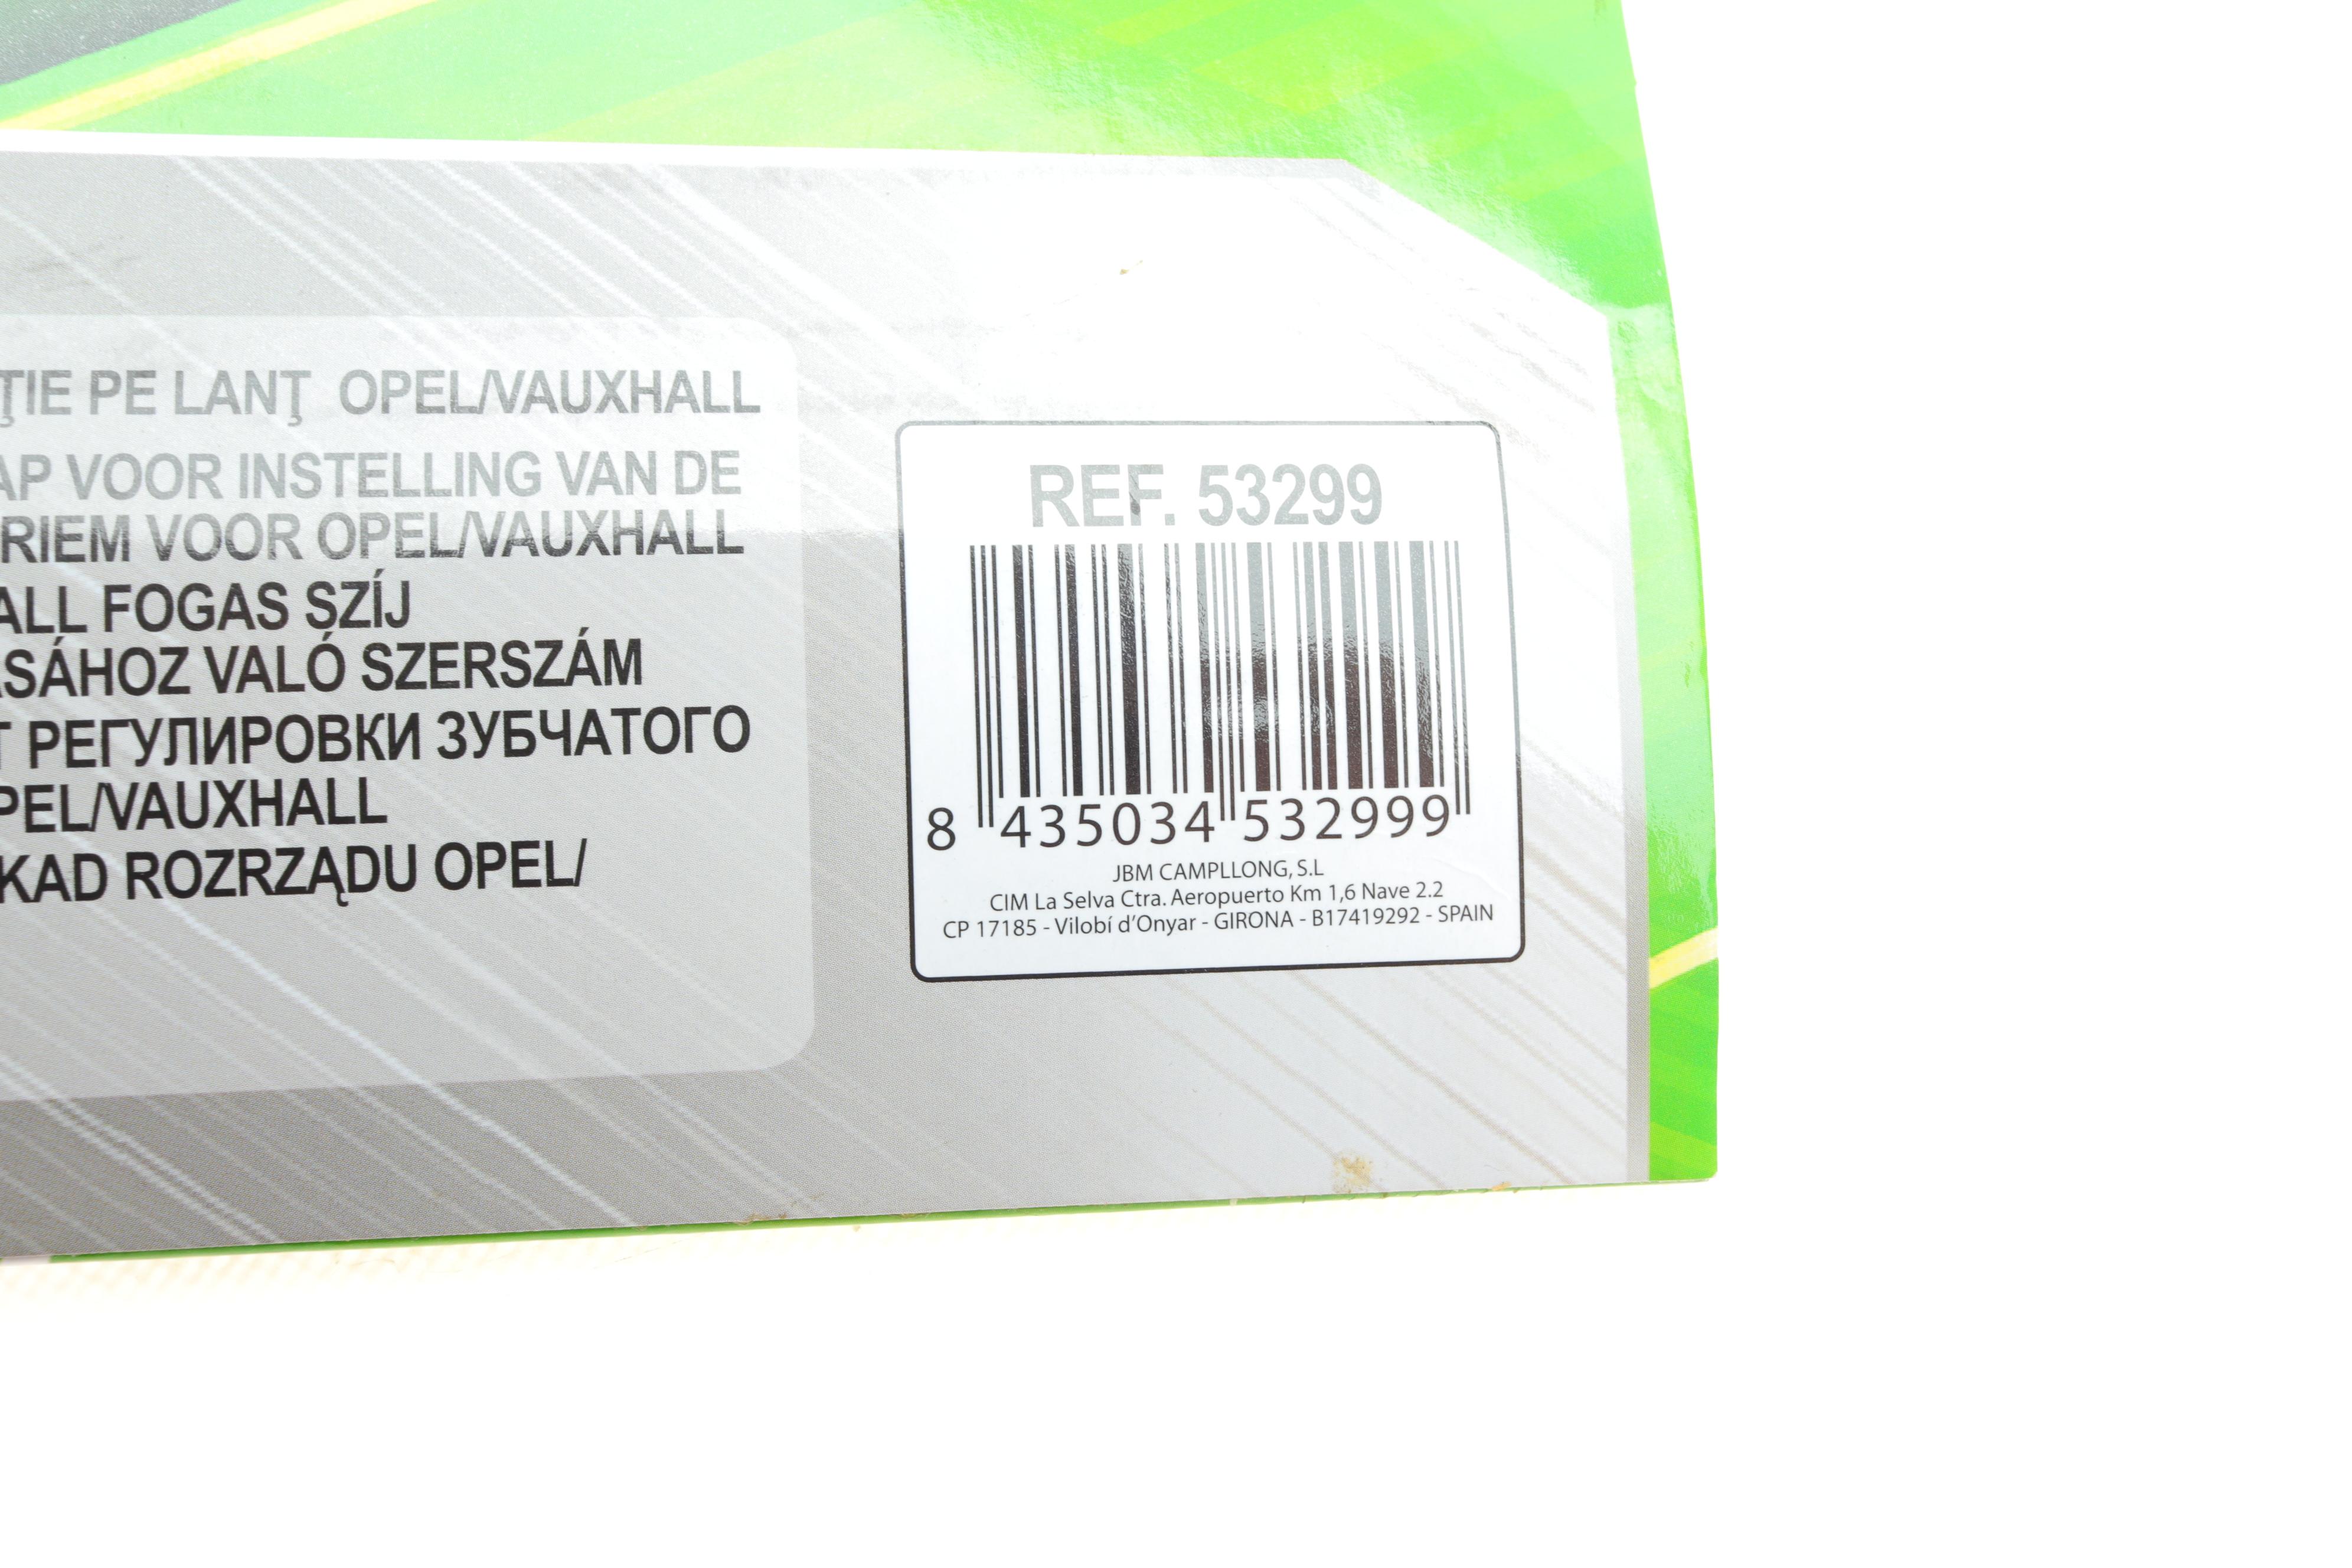 ŢIE PE LANŢ OPEL/VAUXHALL
AP VOOR INSTELLING VAN DE
RIEM VOOR OPEL/VAUXHALL
ALL FOGAS SZÍJ
ÁSÁHOZ VALÓ SZERSZÁM
Т РЕГУЛИРОВКИ ЗУБЧАТОГО
PEL/VAUXHALL
KAD ROZRZĄDU OPEL/
REF. 53299
8 435034 532999
JBM CAMPLLONG, S.L
CIM La Selva Ctra. Aeropuerto Km 1,6 Nave 2.2
CP 17185 - Vilobí d'Onyar - GIRONA - B17419292 - SPAIN